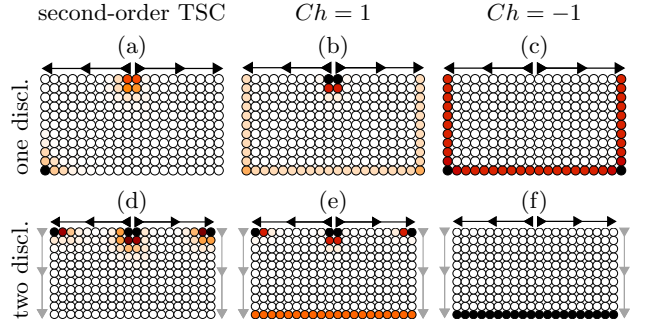 second-order TSC Ch = 1 Ch = −1
(a) (b) (c)
one discl.
(d) (e) (f)
two discl.